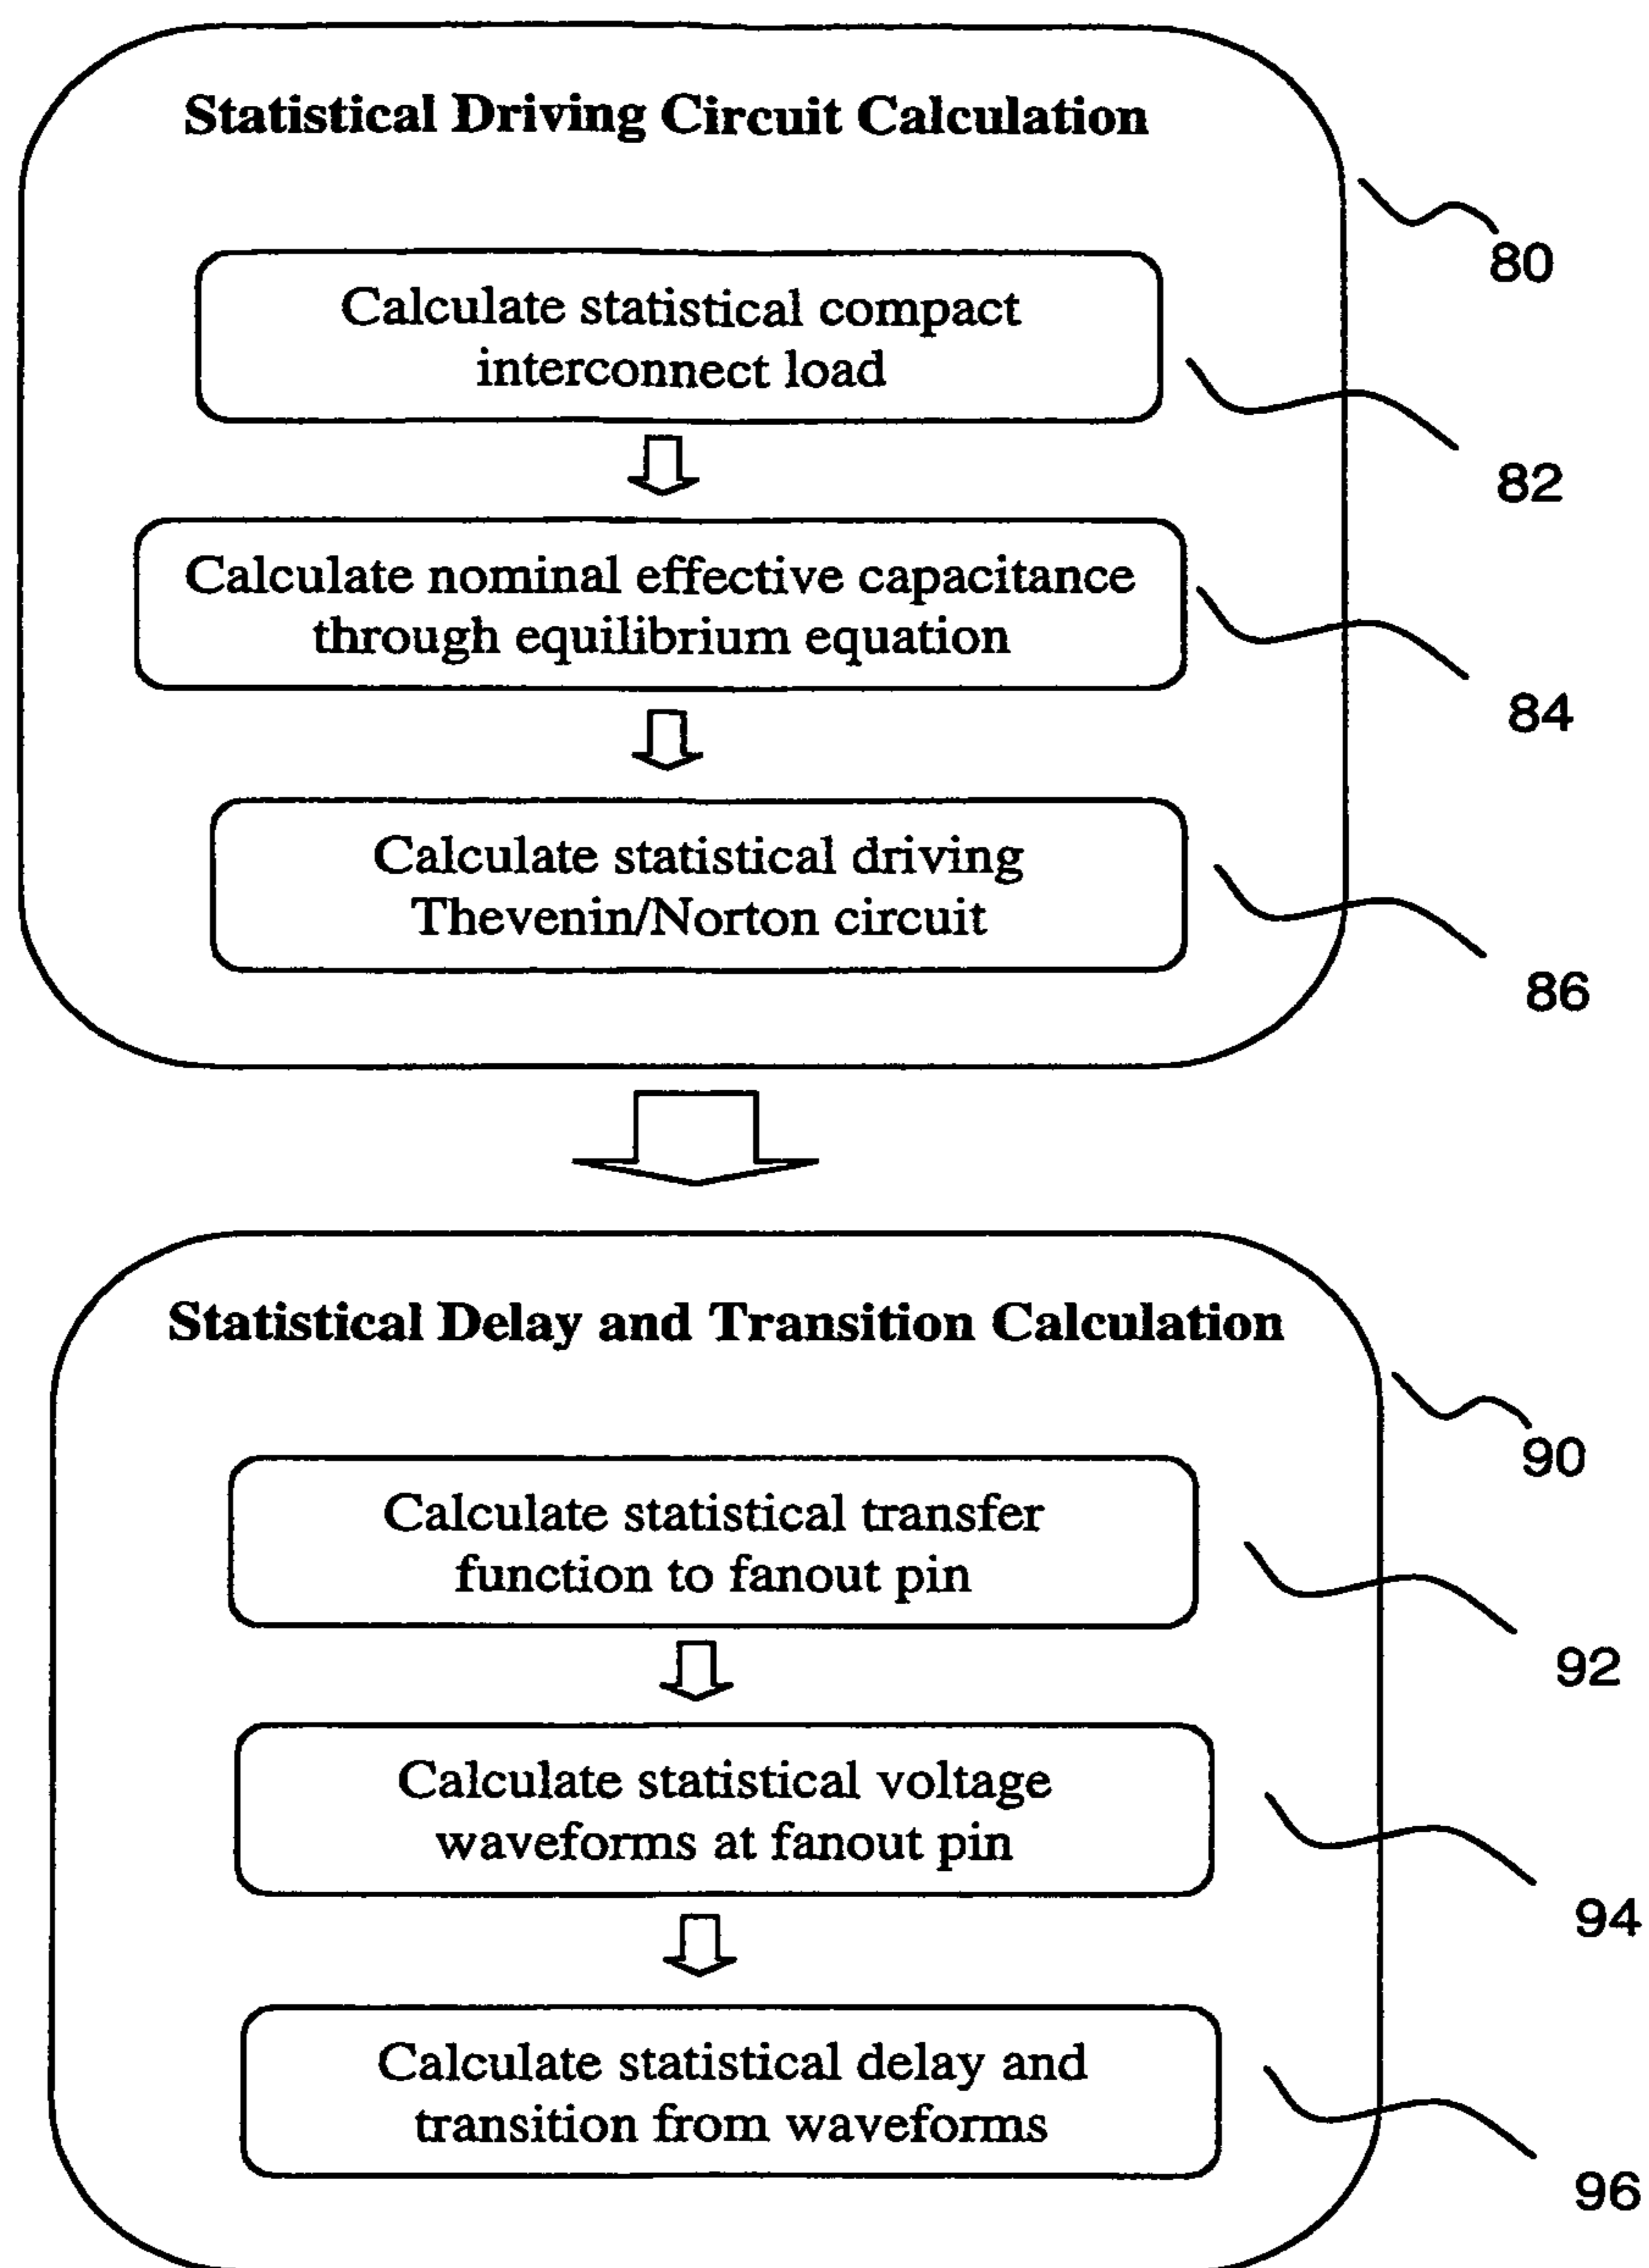 Statistical Driving Circuit Calculation
80
Calculate statistical compact
interconnect load
82
Calculate nominal effective capacitance
through equilibrium equation
84
Calculate statistical driving
Thevenin/Norton circuit
86
Statistical Delay and Transition Calculation
90
Calculate statistical transfer
function to fanout pin
92
Calculate statistical voltage
waveforms at fanout pin
94
Calculate statistical delay and
transition from waveforms
96